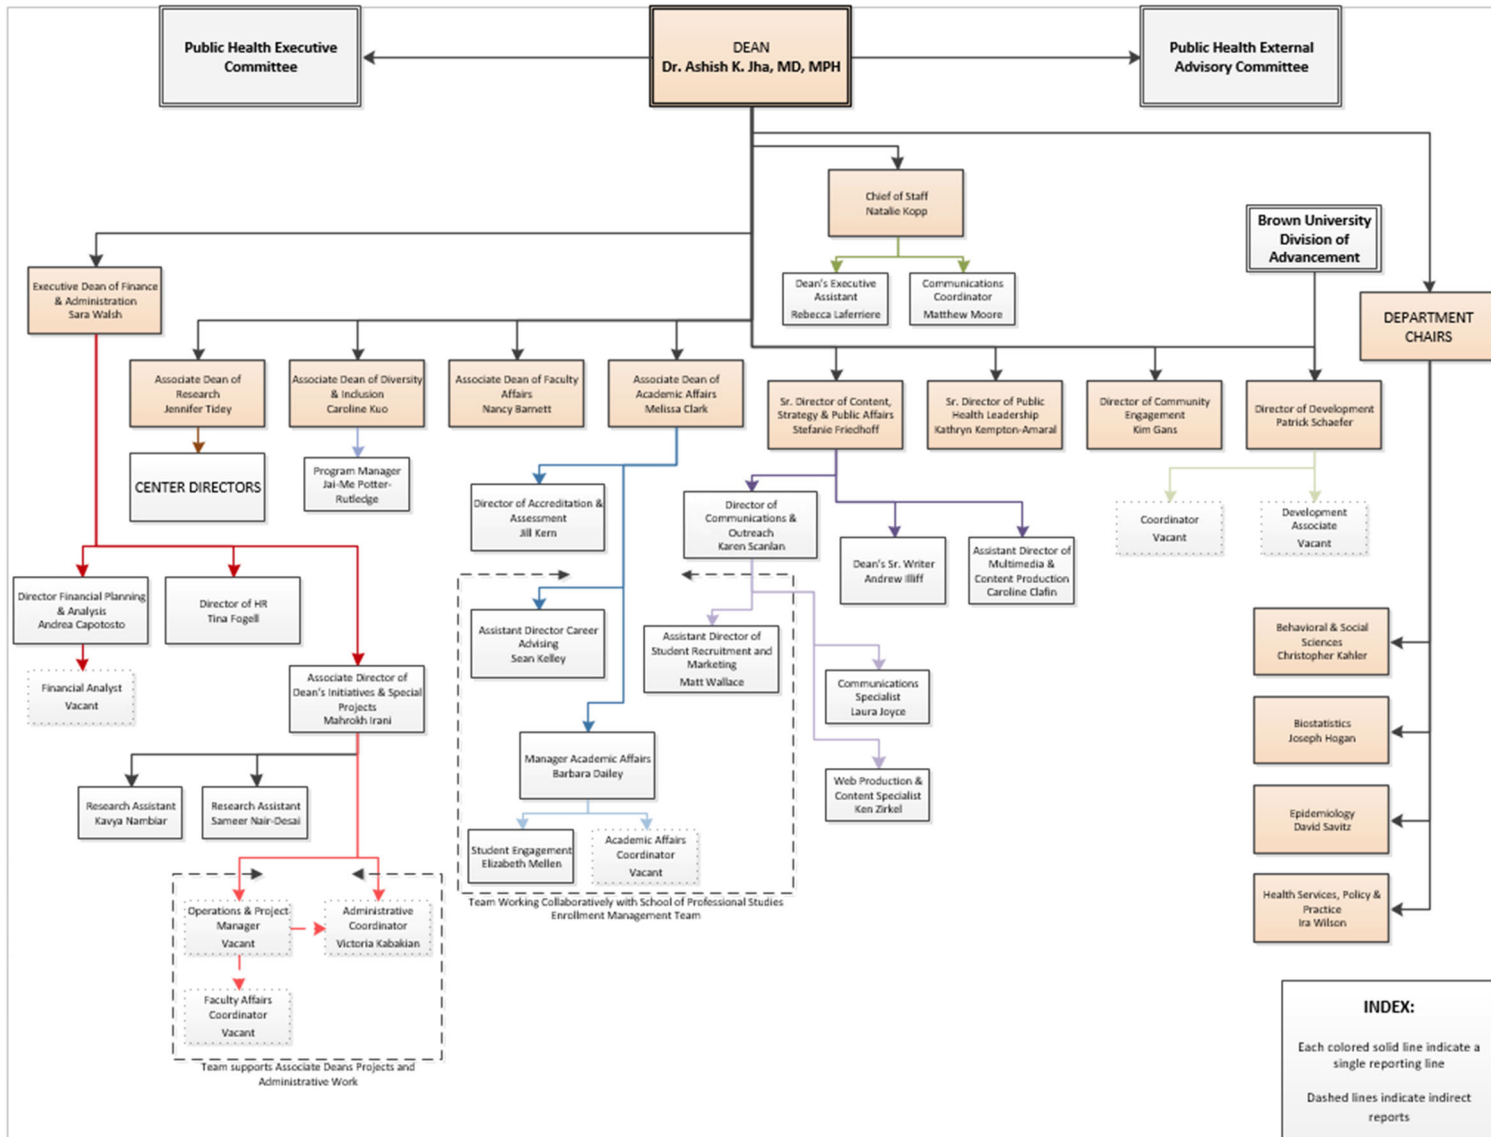 Public Health Executive
Committee
DEAN
Dr. Ashish K. Jha, MD, MPH
Public Health External
Advisory Committee
Chief of Staff
Natalie Kopp
Brown University
Division of
Advancement
Executive Dean of Finance
& Administration
Sara Walsh
Dean's Executive
Assistant
Rebecca Laferriere
Communications
Coordinator
Matthew Moore
DEPARTMENT
CHAIRS
Associate Dean of
Research
Jennifer Tidey
Associate Dean of Diversity
& Inclusion
Caroline Kuo
Associate Dean of Faculty
Affairs
Nancy Barnett
Associate Dean of
Academic Affairs
Melissa Clark
Sr. Director of Content,
Strategy & Public Affairs
Stefanie Friedhoff
Sr. Director of Public
Health Leadership
Kathryn Kempton-Amaral
Director of Community
Engagement
Kim Gans
Director of Development
Patrick Schaefer
CENTER DIRECTORS
Program Manager
Jai-Me Potter-
Rutledge
Director of Accreditation &
Assessment
Jill Kern
Director of
Communications &
Outreach
Karen Scanlan
Dean's Sr. Writer
Andrew Illiff
Assistant Director of
Multimedia &
Content Production
Caroline Clafin
Coordinator
Vacant
Development
Associate
Vacant
Director Financial Planning
& Analysis
Andrea Capotosto
Director of HR
Tina Fogell
Assistant Director Career
Advising
Sean Kelley
Assistant Director of
Student Recruitment and
Marketing
Matt Wallace
Behavioral & Social
Sciences
Christopher Kahler
Financial Analyst
Vacant
Associate Director of
Dean's Initiatives & Special
Projects
Mahrokh Irani
Communications
Specialist
Laura Joyce
Biostatistics
Joseph Hogan
Manager Academic Affairs
Barbara Dailey
Web Production &
Content Specialist
Ken Zirkel
Research Assistant
Kavya Nambiar
Research Assistant
Sameer Nair-Desai
Epidemiology
David Savitz
Student Engagement
Elizabeth Mellen
Academic Affairs
Coordinator
Vacant
Team Working Collaboratively with School of Professional Studies
Enrollment Management Team
Health Services, Policy &
Practice
Ira Wilson
Operations & Project
Manager
Vacant
Administrative
Coordinator
Victoria Kabakian
Faculty Affairs
Coordinator
Vacant
Team supports Associate Deans Projects and
Administrative Work
INDEX:
Each colored solid line indicate a
single reporting line
Dashed lines indicate indirect
reports